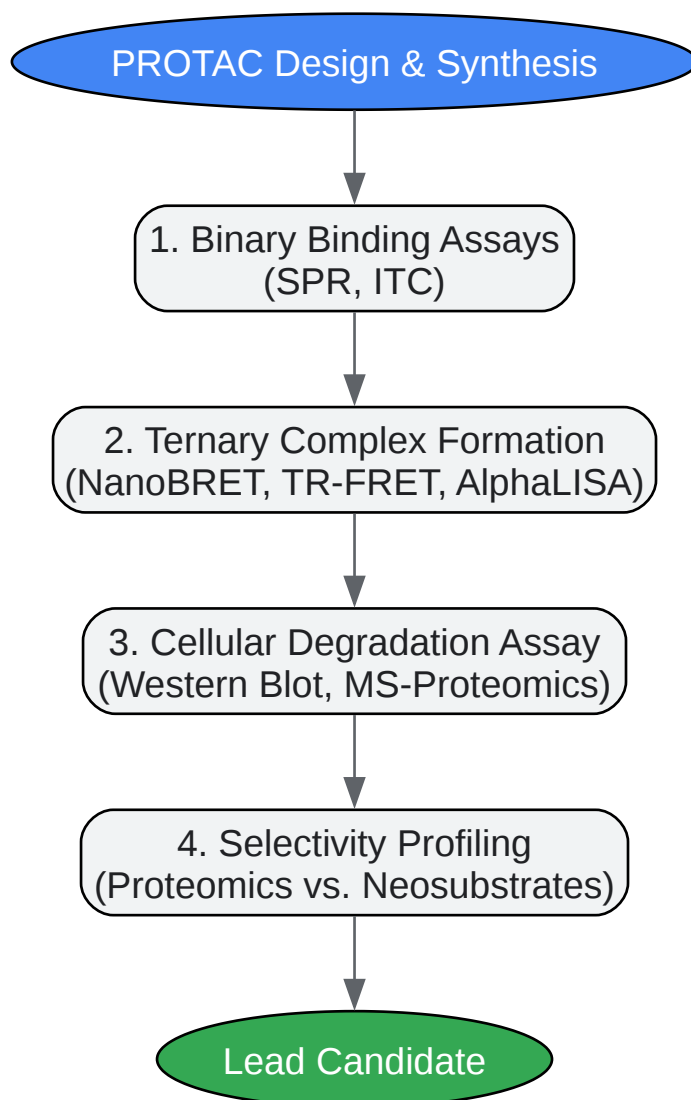 PROTAC Design & Synthesis
1. Binary Binding Assays
(SPR, ITC)
2. Ternary Complex Formation
(NanoBRET, TR-FRET, AlphaLISA)
3. Cellular Degradation Assay
(Western Blot, MS-Proteomics)
4. Selectivity Profiling
(Proteomics vs. Neosubstrates)
Lead Candidate